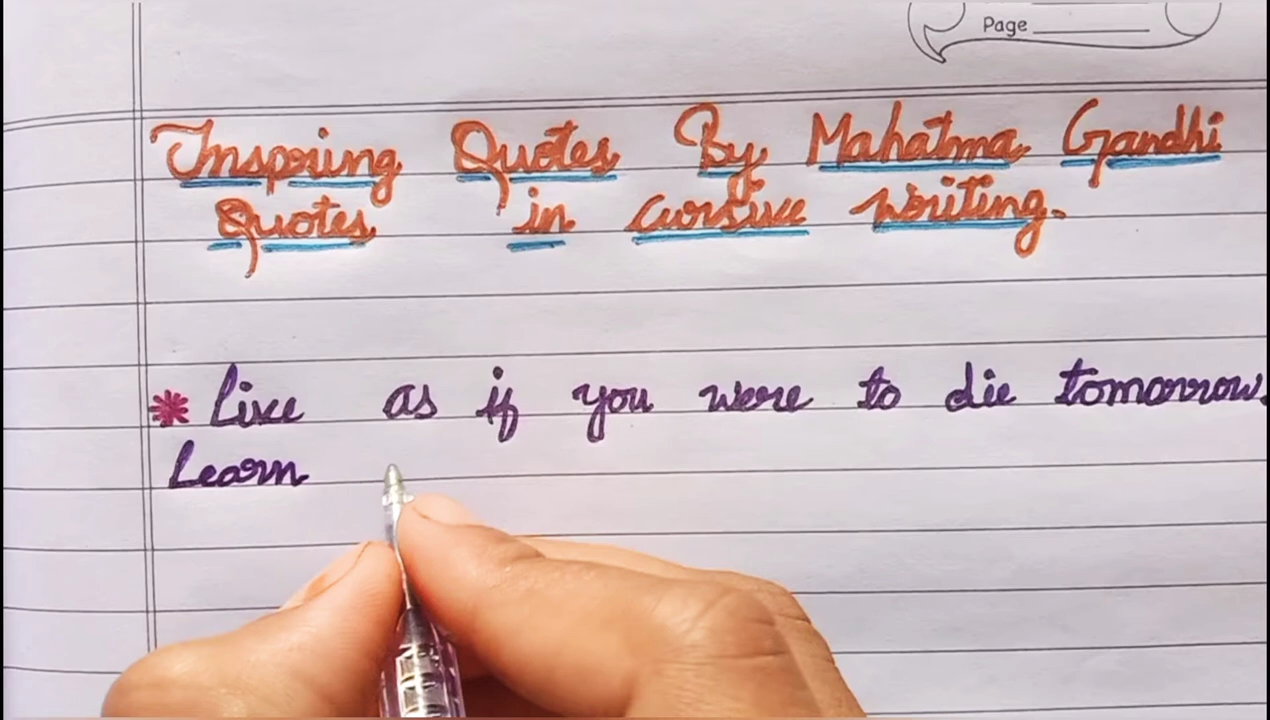 Page
Inspiring Quotes By Mahatma Gandhi
Quotes in cursive writing.
Live as if you were to die tomorrow.
Learn